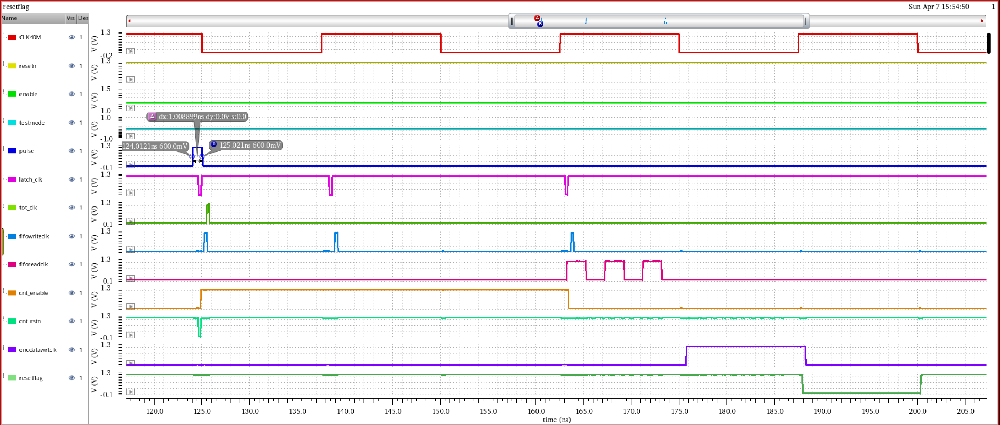 resetflag
Sun Apr 7 15:54:50 1
Name Vis Des
CLK40M 1
V (V) 1.3 -0.2
resetn 1
V (V) 1.3
enable 1
V (V) 1.5 1.0
testmode 1
V (V) 1.0 -1.0
Δ dx:1.008889ns dy:0.0V s:0.0
pulse 1
V (V) 1.3 -0.1
124.0121ns 600.0mV
B 125.021ns 600.0mV
A
B
latch_clk 1
V (V) 1.3
tot_clk 1
V (V) 1.3 -0.1
fifowriteclk 1
V (V) 1.3
fiforeadclk 1
V (V) 1.3 -0.1
cnt_enable 1
V (V) 1.3
cnt_rstn 1
V (V) 1.3 -0.1
encdatawrtclk 1
V (V) 1.3
resetflag 1
V (V) 1.3 -0.1
120.0 125.0 130.0 135.0 140.0 145.0 150.0 155.0 160.0 165.0 170.0 175.0 180.0 185.0 190.0 195.0 200.0 205.0
time (ns)